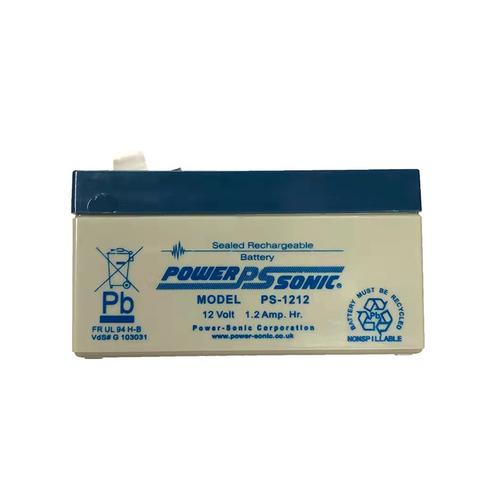 Sealed Rechargeable
Battery
POWER PS SONIC®
MODEL PS-1212
12 Volt 1.2 Amp. Hr.
Power-Sonic Corporation
www.power-sonic.co.uk
Pb
FR UL 94 H-B
VdS# G 103031
BATTERY MUST BE RECYCLED
Pb
NONSPILLABLE